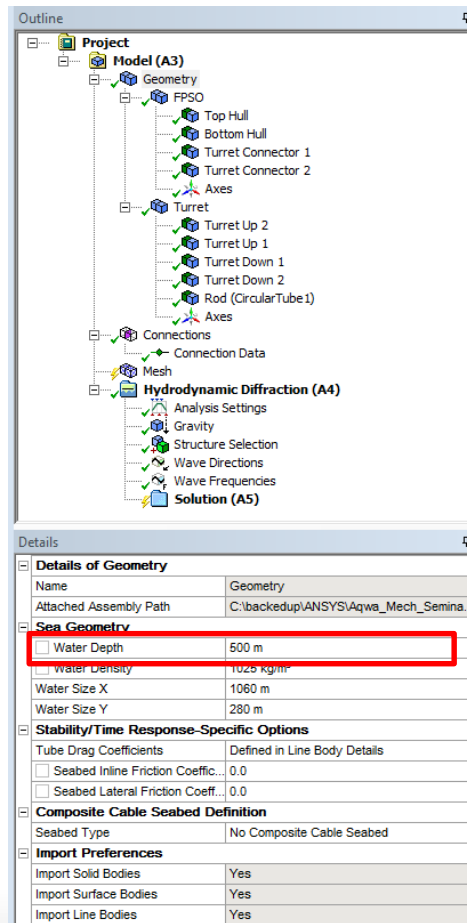 Outline
Project
Model (A3)
Geometry
FPSO
Top Hull
Bottom Hull
Turret Connector 1
Turret Connector 2
Axes
Turret
Turret Up 2
Turret Up 1
Turret Down 1
Turret Down 2
Rod (CircularTube1)
Axes
Connections
Connection Data
Mesh
Hydrodynamic Diffraction (A4)
Analysis Settings
Gravity
Structure Selection
Wave Directions
Wave Frequencies
Solution (A5)
Details
Details of Geometry
Name Geometry
Attached Assembly Path C:\backedup\ANSYS\Aqwa_Mech_Semina.
Sea Geometry
Water Depth 500 m
Water Density 1025 kg/m³
Water Size X 1060 m
Water Size Y 280 m
Stability/Time Response-Specific Options
Tube Drag Coefficients Defined in Line Body Details
Seabed Inline Friction Coeffic... 0.0
Seabed Lateral Friction Coeff... 0.0
Composite Cable Seabed Definition
Seabed Type No Composite Cable Seabed
Import Preferences
Import Solid Bodies Yes
Import Surface Bodies Yes
Import Line Bodies Yes